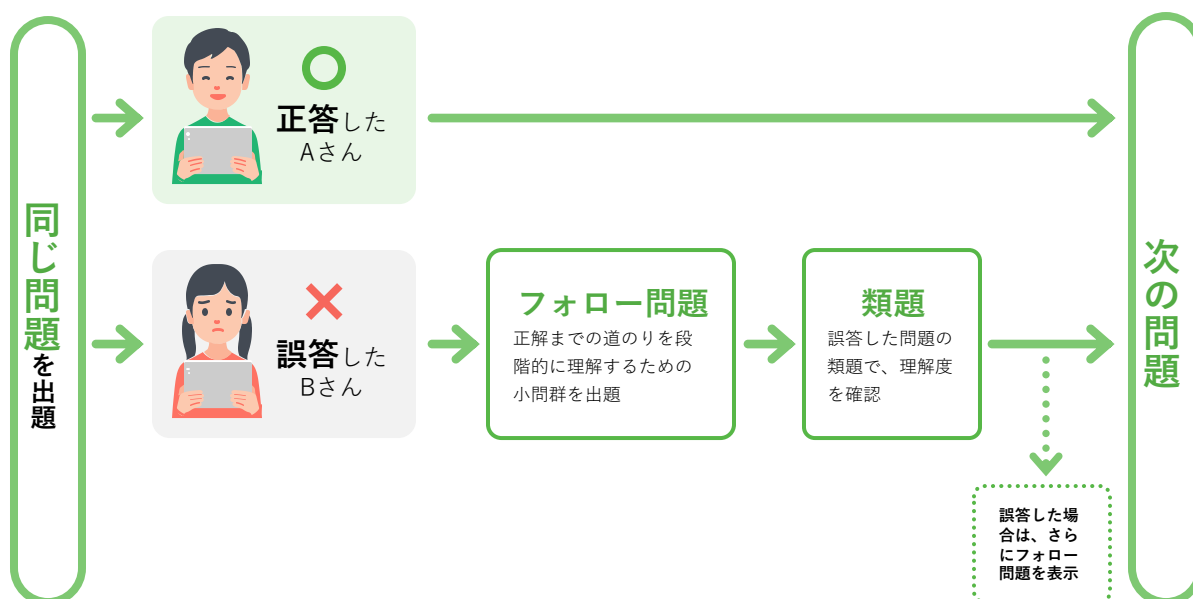 同じ問題を出題
正答した
Aさん
誤答した
Bさん
フォロー問題
正解までの道のりを段
階的に理解するための
小問群を出題
類題
誤答した問題の
類題で、理解度
を確認
誤答した場
合は、さら
にフォロー
問題を表示
次の問題